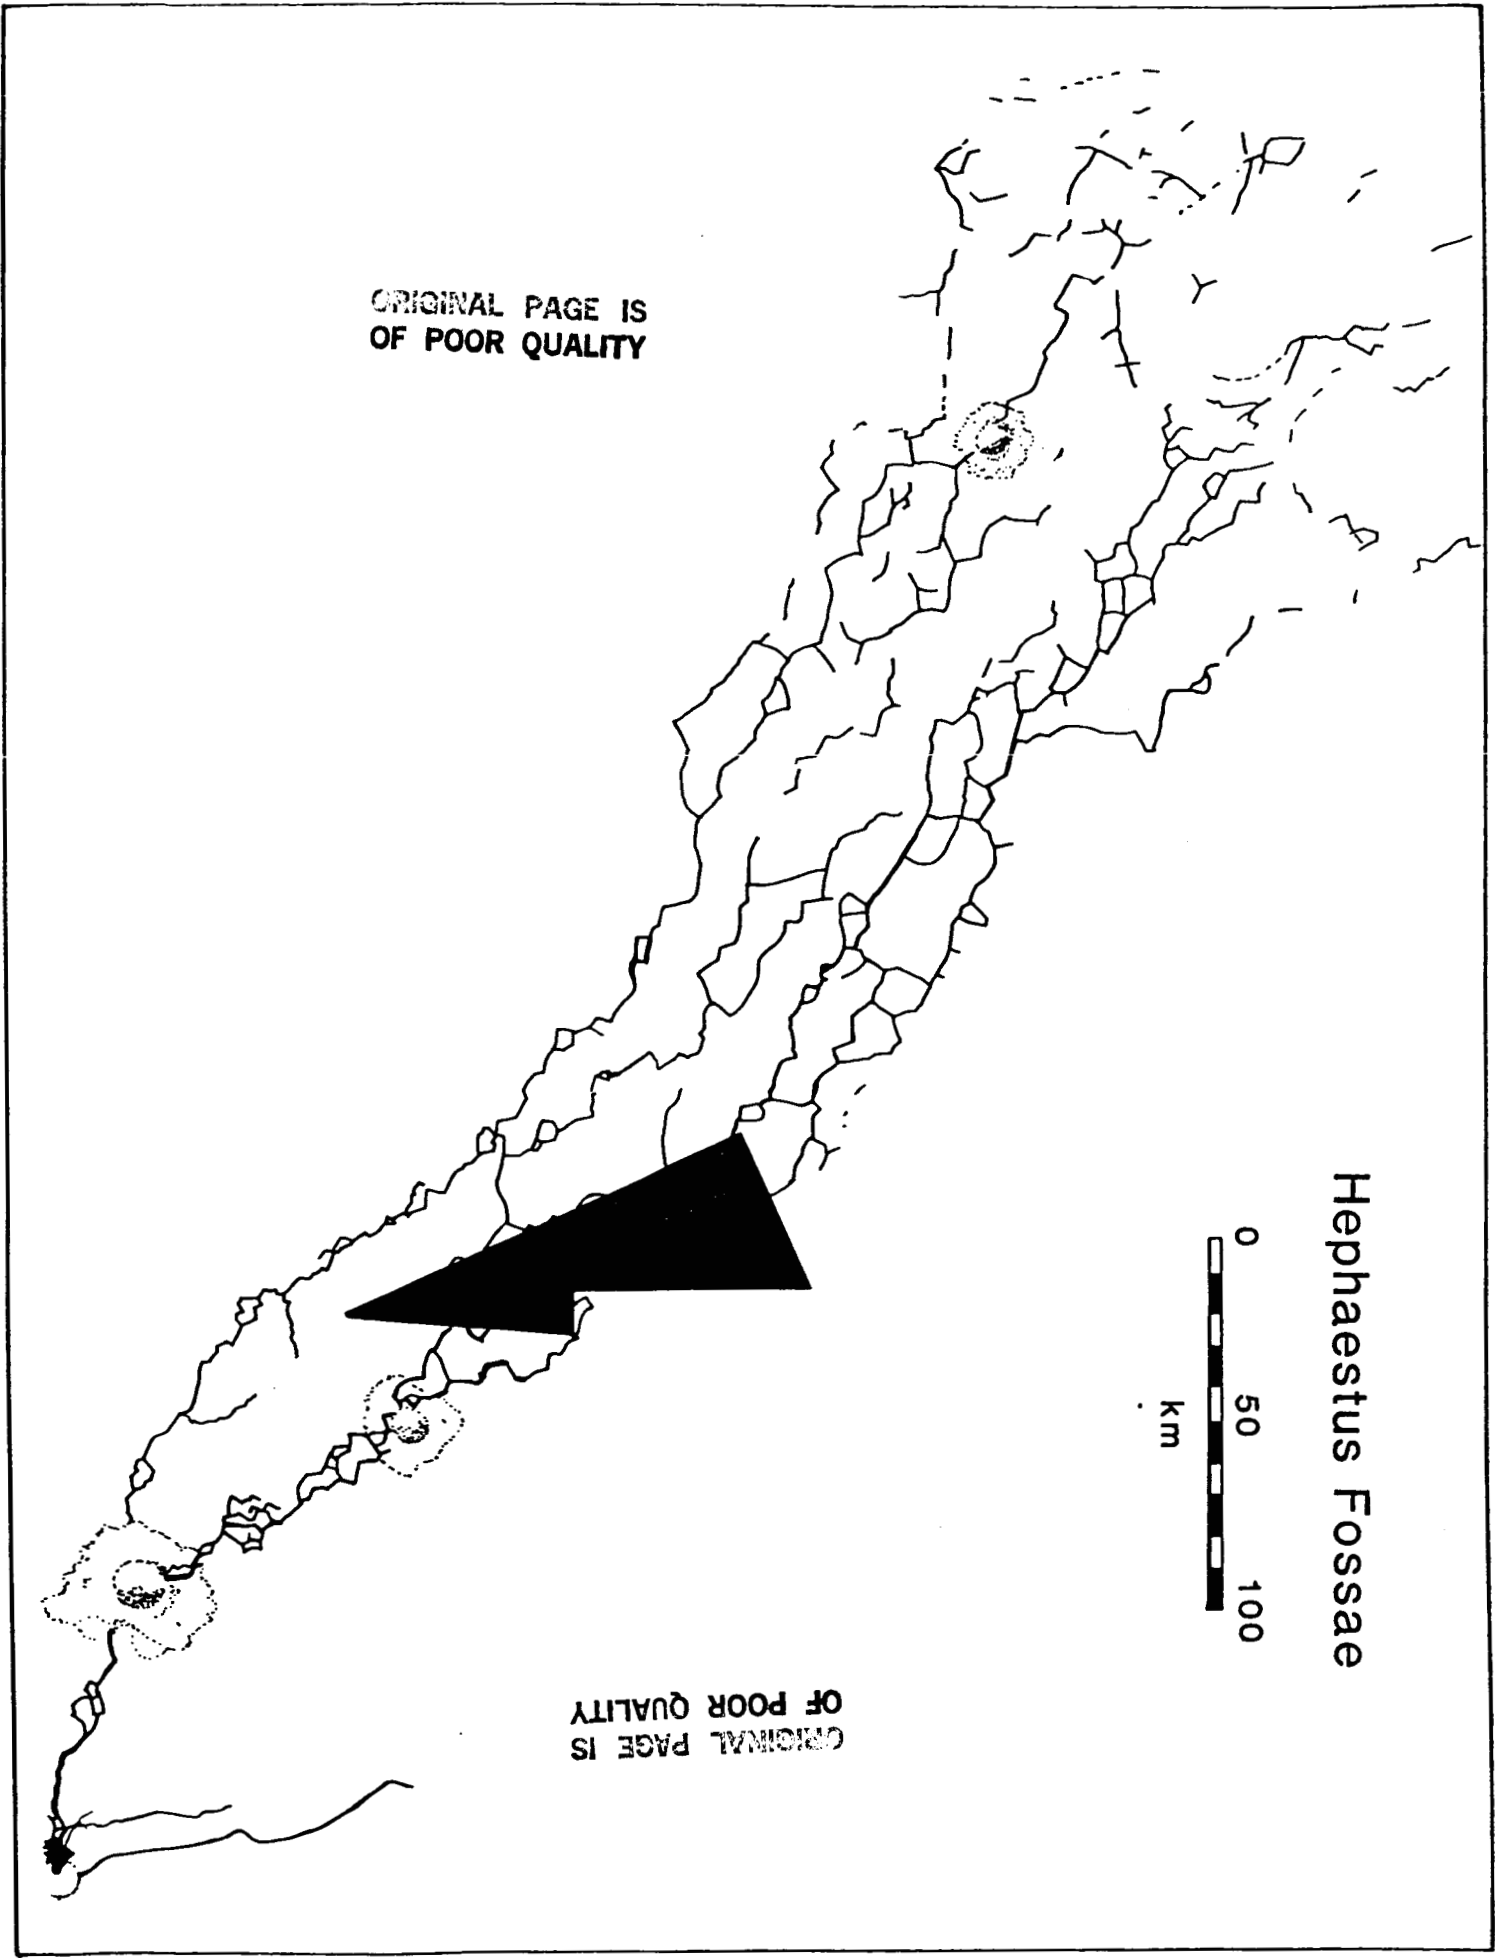 ORIGINAL PAGE IS
OF POOR QUALITY
Hephaestus Fossae
0 50 100
km
ORIGINAL PAGE IS
OF POOR QUALITY